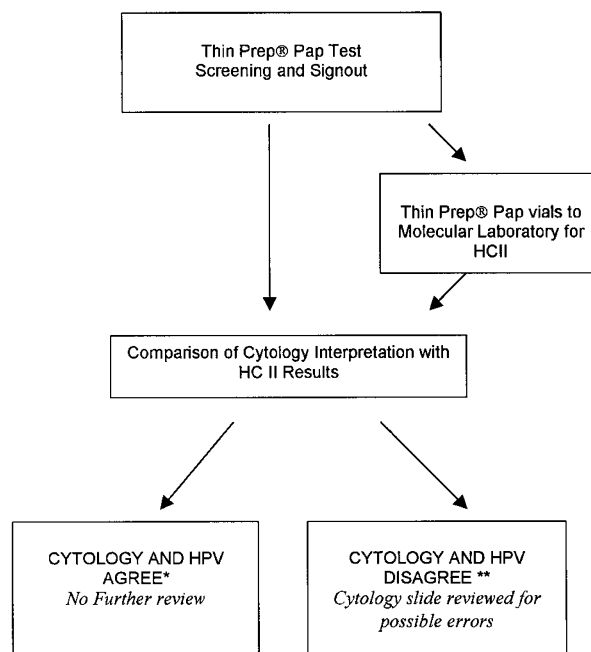 Thin Prep® Pap Test
Screening and Signout
Thin Prep® Pap vials to
Molecular Laboratory for
HCII
Comparison of Cytology Interpretation with
HC II Results
CYTOLOGY AND HPV
AGREE*
No Further review
CYTOLOGY AND HPV
DISAGREE **
Cytology slide reviewed for
possible errors